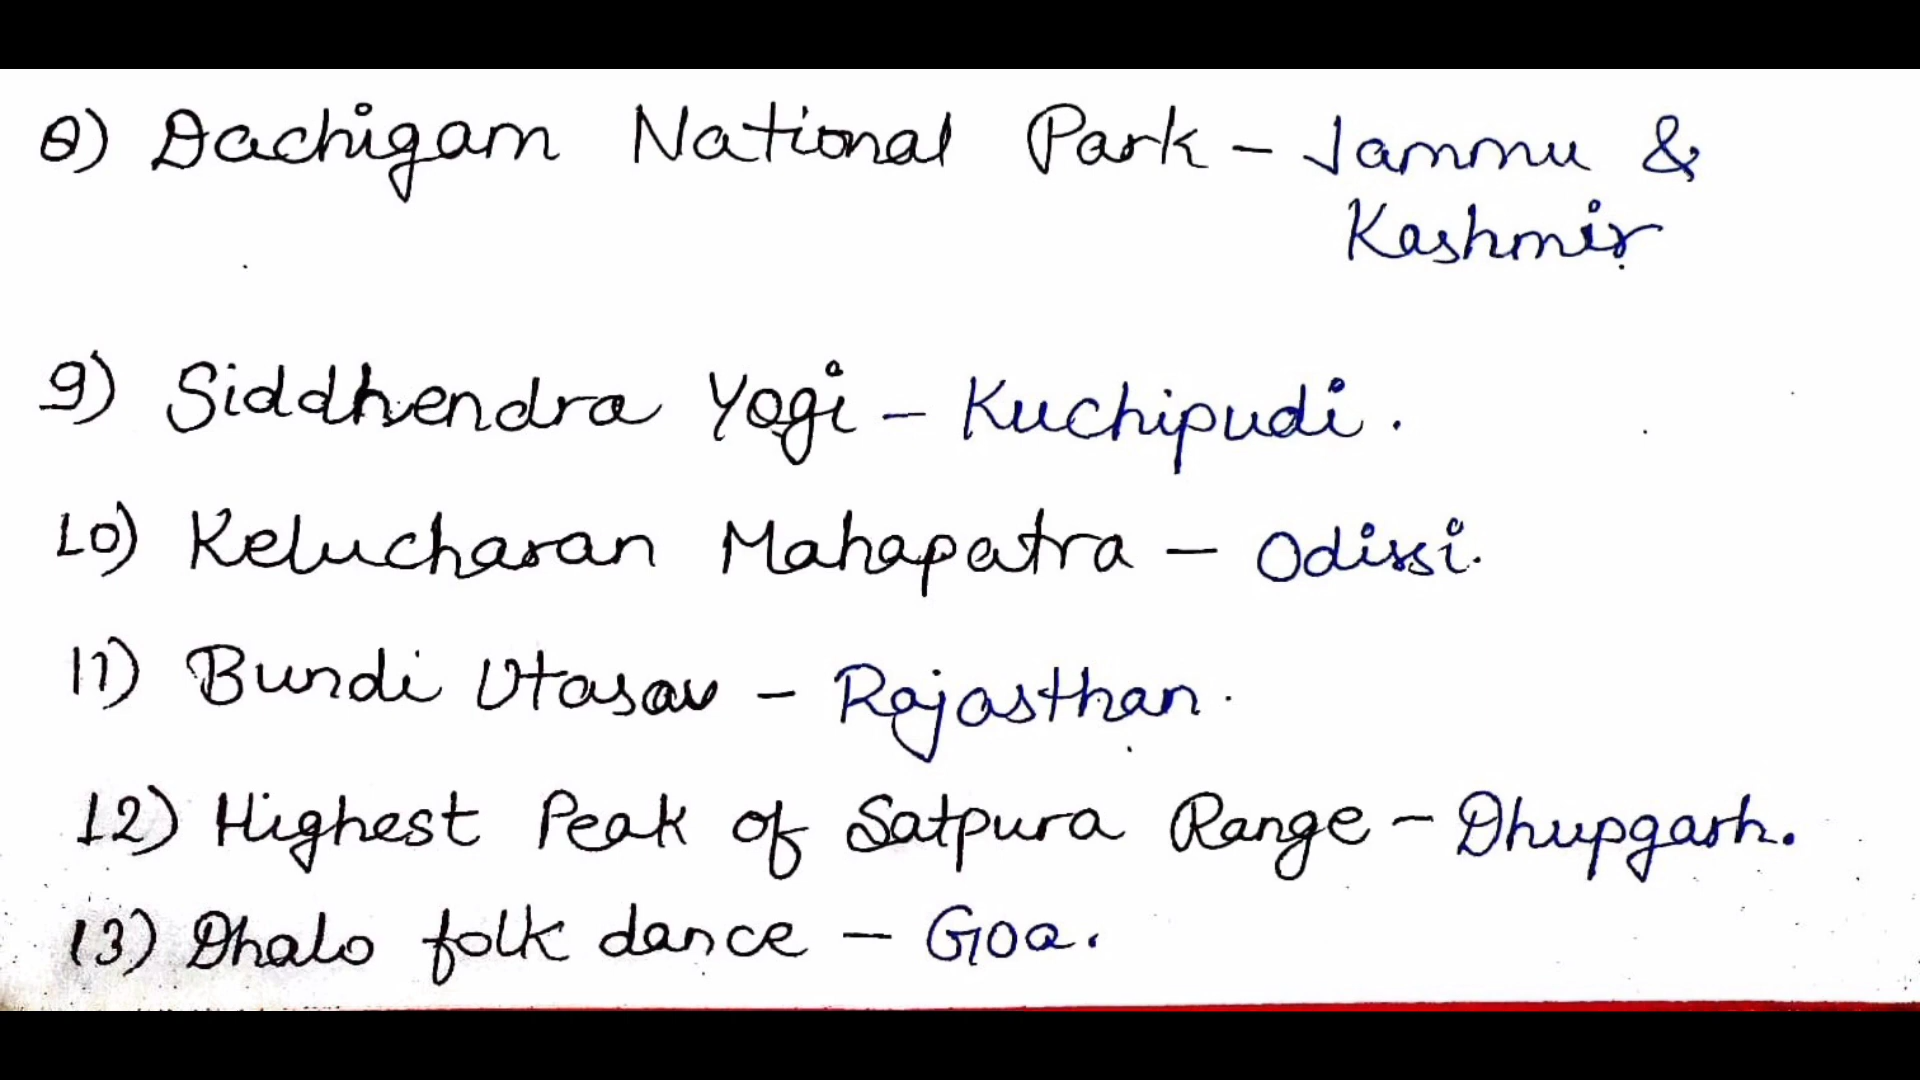 8) Dachigam National Park - Jammu &
Kashmir
9) Siddhendra Yogi - Kuchipudi.
10) Kelucharan Mahapatra - Odissi.
11) Bundi Utasav - Rajasthan.
12) Highest Peak of Satpura Range - Dhupgarh.
13) Dhalo folk dance - Goa.